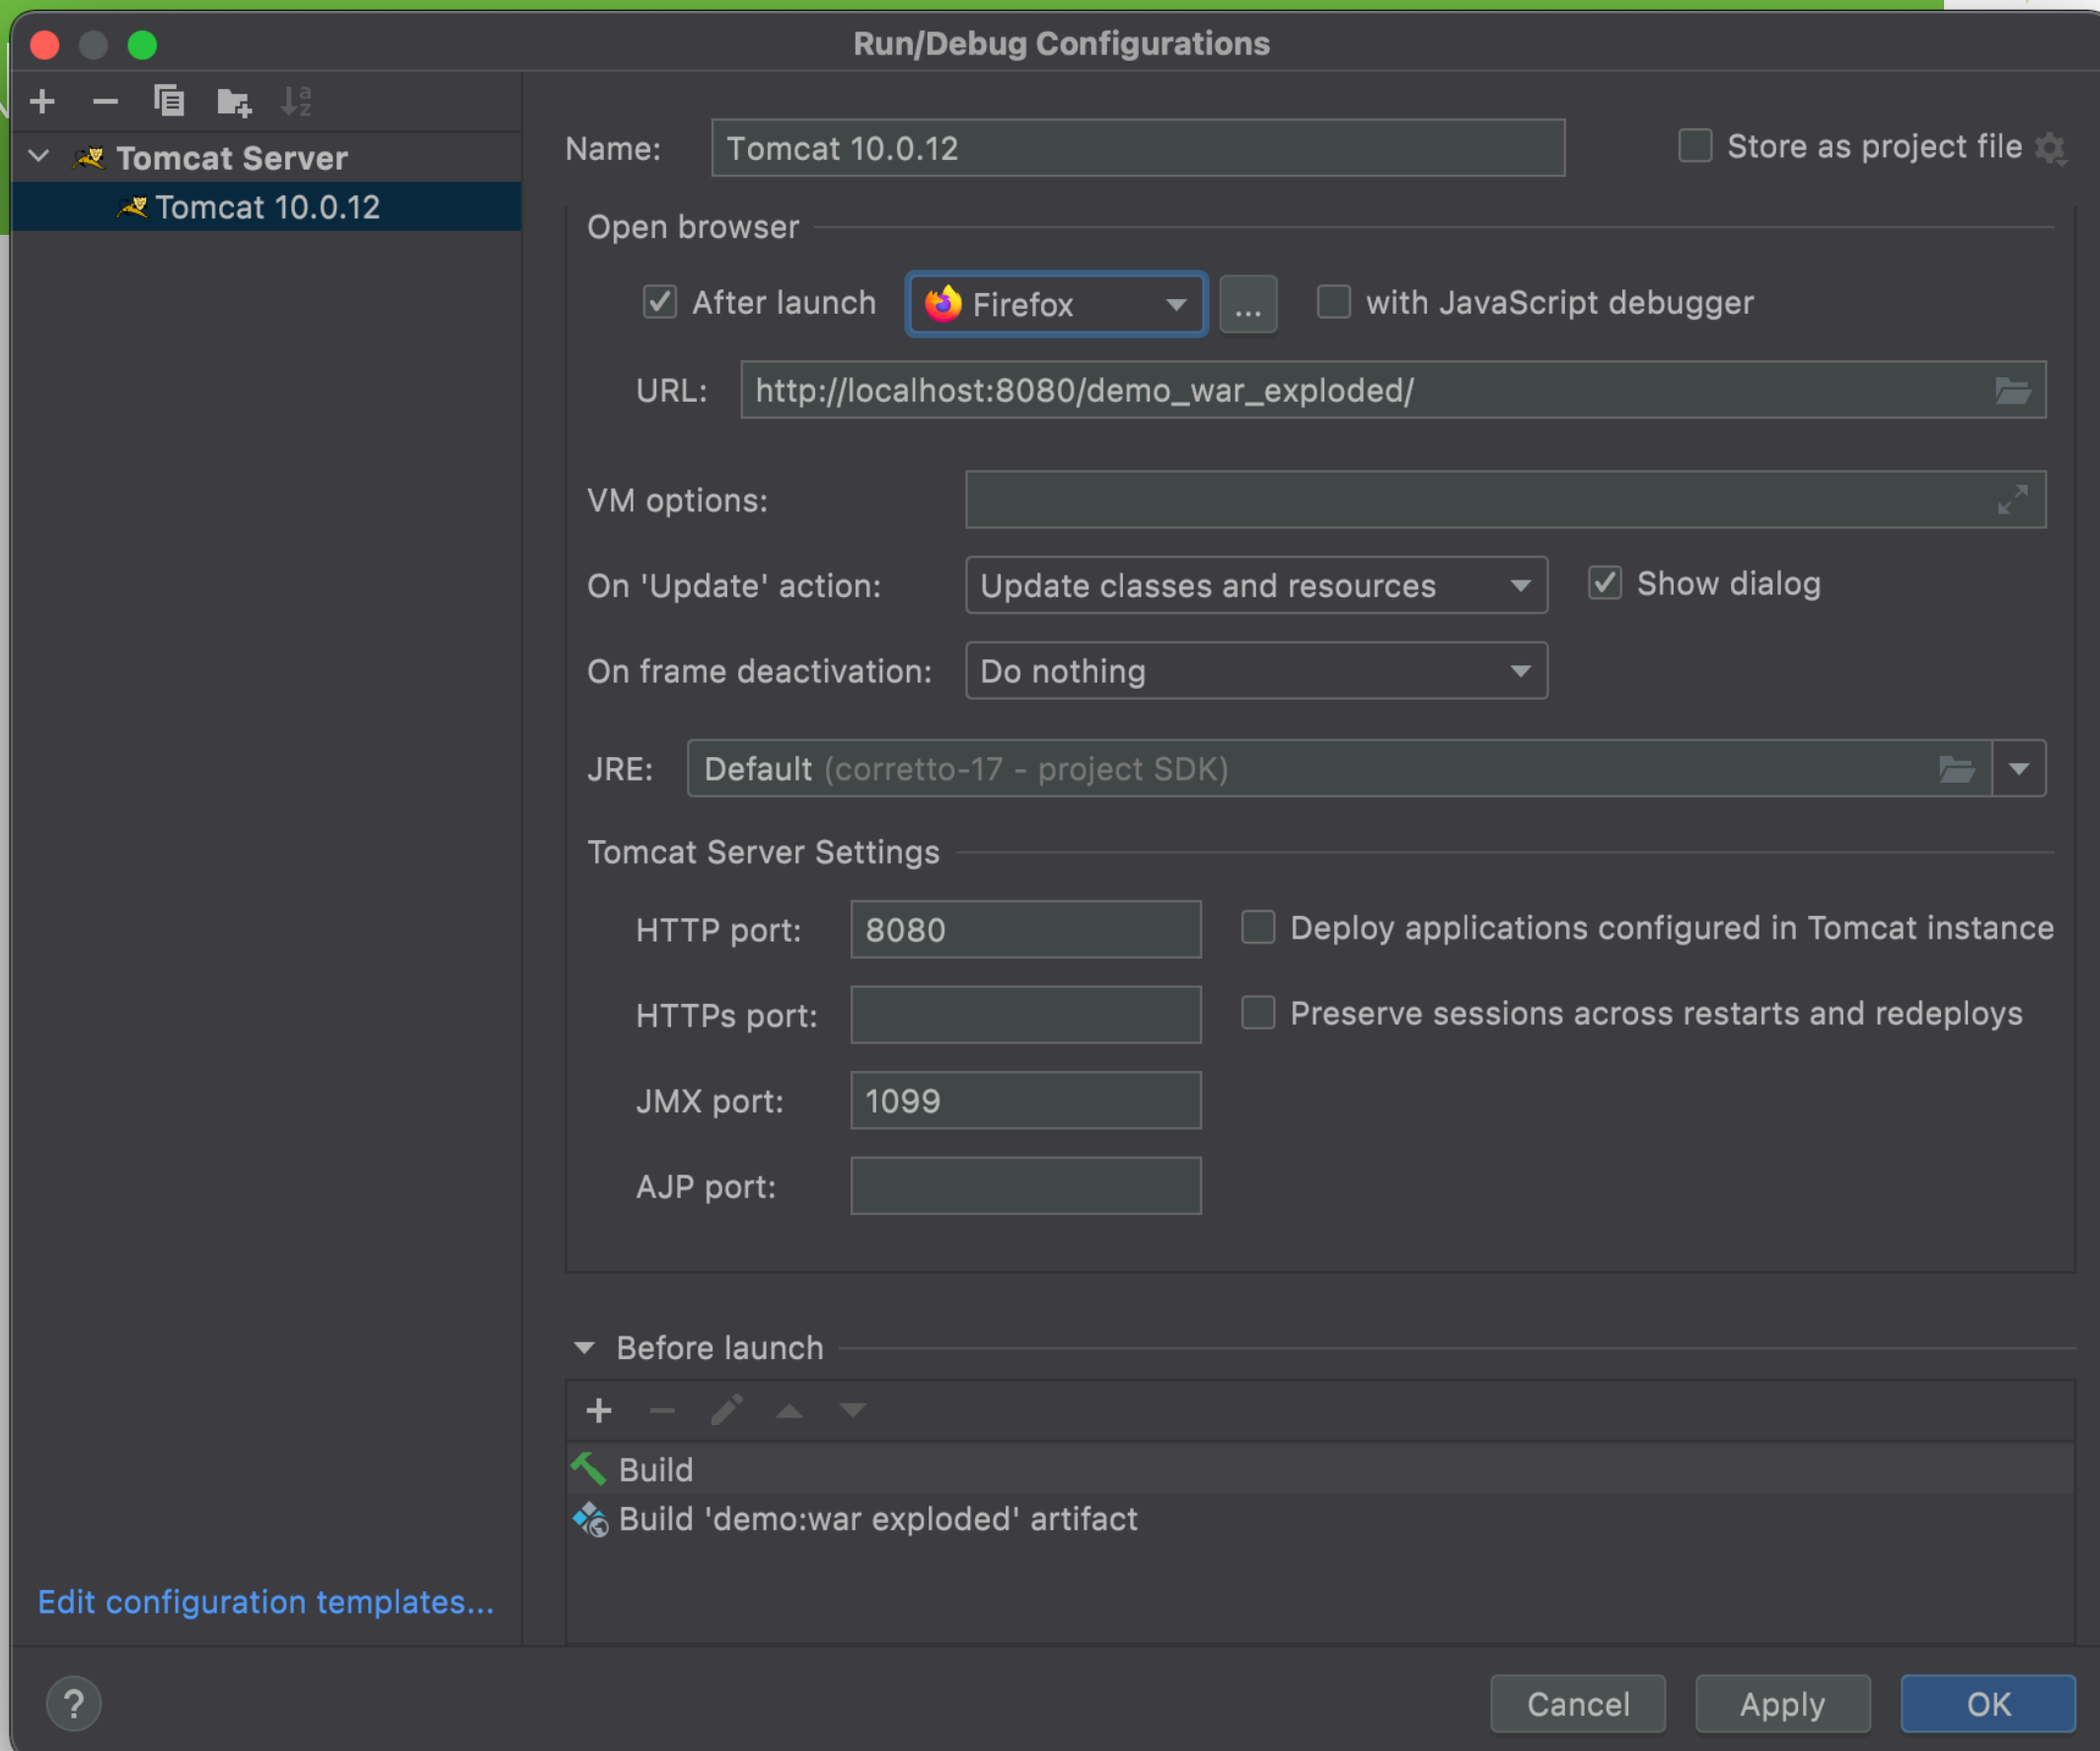 Run/Debug Configurations
Tomcat Server
Tomcat 10.0.12
Edit configuration templates...
Name: Tomcat 10.0.12 Store as project file
Open browser
After launch Firefox ... with JavaScript debugger
URL: http://localhost:8080/demo_war_exploded/
VM options:
On 'Update' action: Update classes and resources Show dialog
On frame deactivation: Do nothing
JRE: Default (corretto-17 - project SDK)
Tomcat Server Settings
HTTP port: 8080 Deploy applications configured in Tomcat instance
HTTPs port: Preserve sessions across restarts and redeploys
JMX port: 1099
AJP port:
Before launch
Build
Build 'demo:war exploded' artifact
? Cancel Apply OK